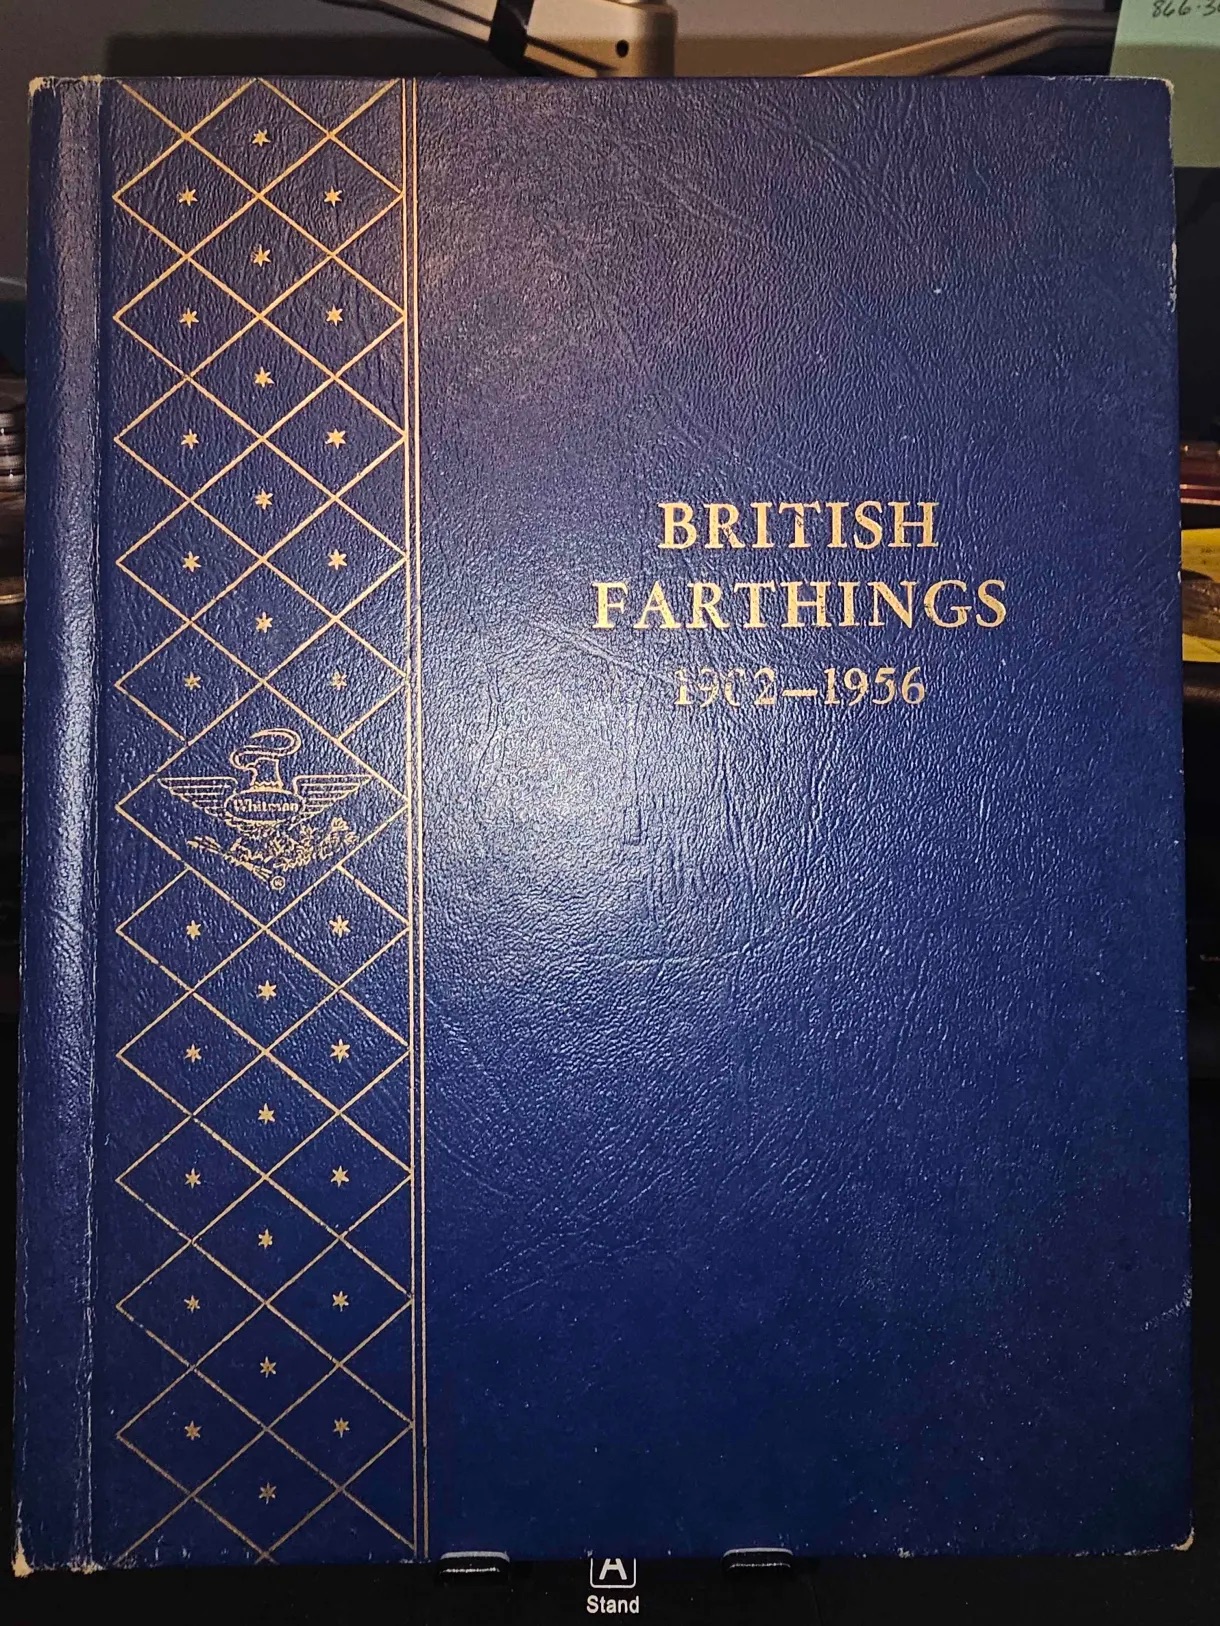 BRITISH
FARTHINGS
1902—1956
Whitman
A
Stand